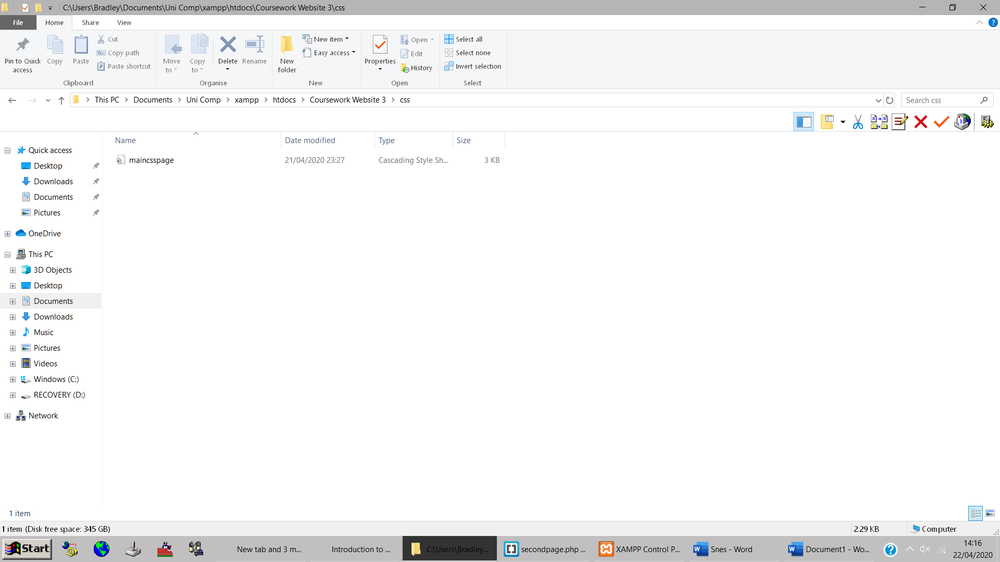 C:\Users\Bradley\Documents\Uni Comp\xampp\htdocs\Coursework Website 3\css
File Home Share View
Pin to Quick access
Copy
Paste
Cut
Copy path
Paste shortcut
Clipboard
Move to
Copy to
Delete
Rename
Organise
New folder
New item
Easy access
New
Properties
Open
Edit
History
Open
Select all
Select none
Invert selection
Select
This PC > Documents > Uni Comp > xampp > htdocs > Coursework Website 3 > css
Search css
Name Date modified Type Size
maincsspage 21/04/2020 23:27 Cascading Style Sh... 3 KB
Quick access
Desktop
Downloads
Documents
Pictures
OneDrive
This PC
3D Objects
Desktop
Documents
Downloads
Music
Pictures
Videos
Windows (C:)
RECOVERY (D:)
Network
1 item
1 item (Disk free space: 345 GB) 2.29 KB Computer
Start New tab and 3 m... Introduction to ... C:\Users\Bradley... secondpage.php ... XAMPP Control P... Snes - Word Document1 - Wo... 14:16
22/04/2020